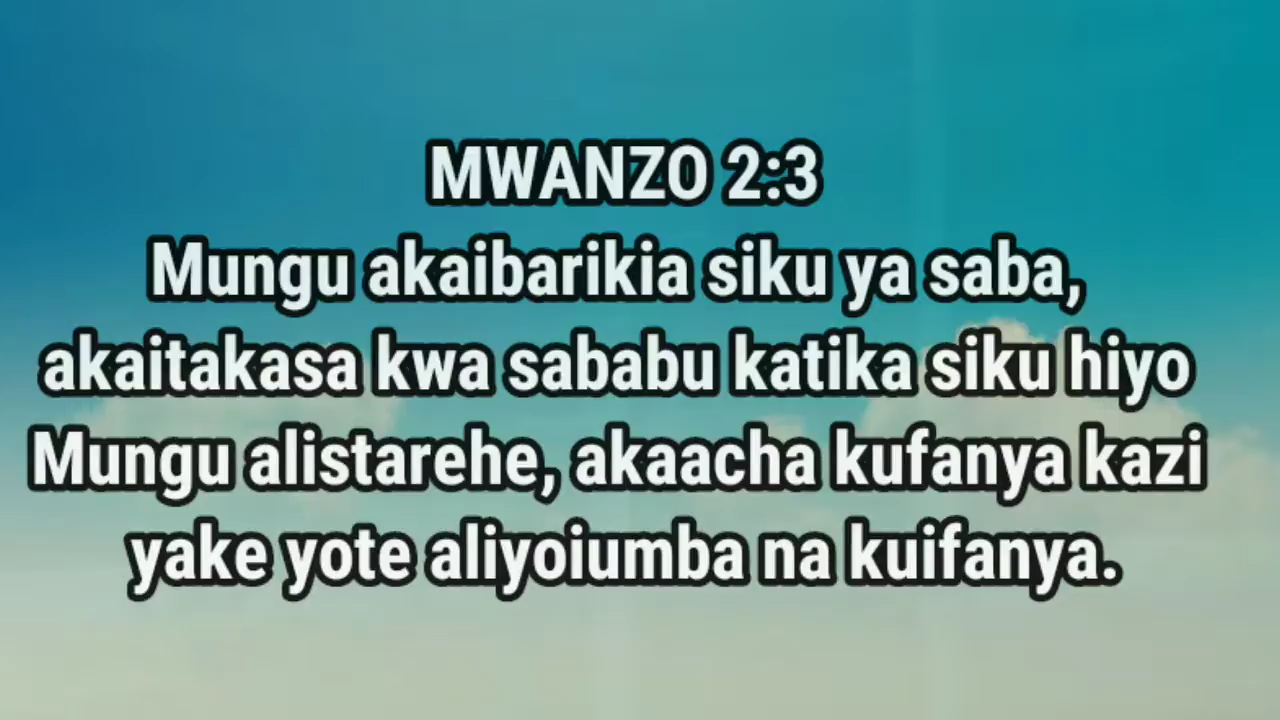 MWANZO 2:3
Mungu akaibarikia siku ya saba,
akaitakasa kwa sababu katika siku hiyo
Mungu alistarehe, akaacha kufanya kazi
yake yote aliyoiumba na kuifanya.